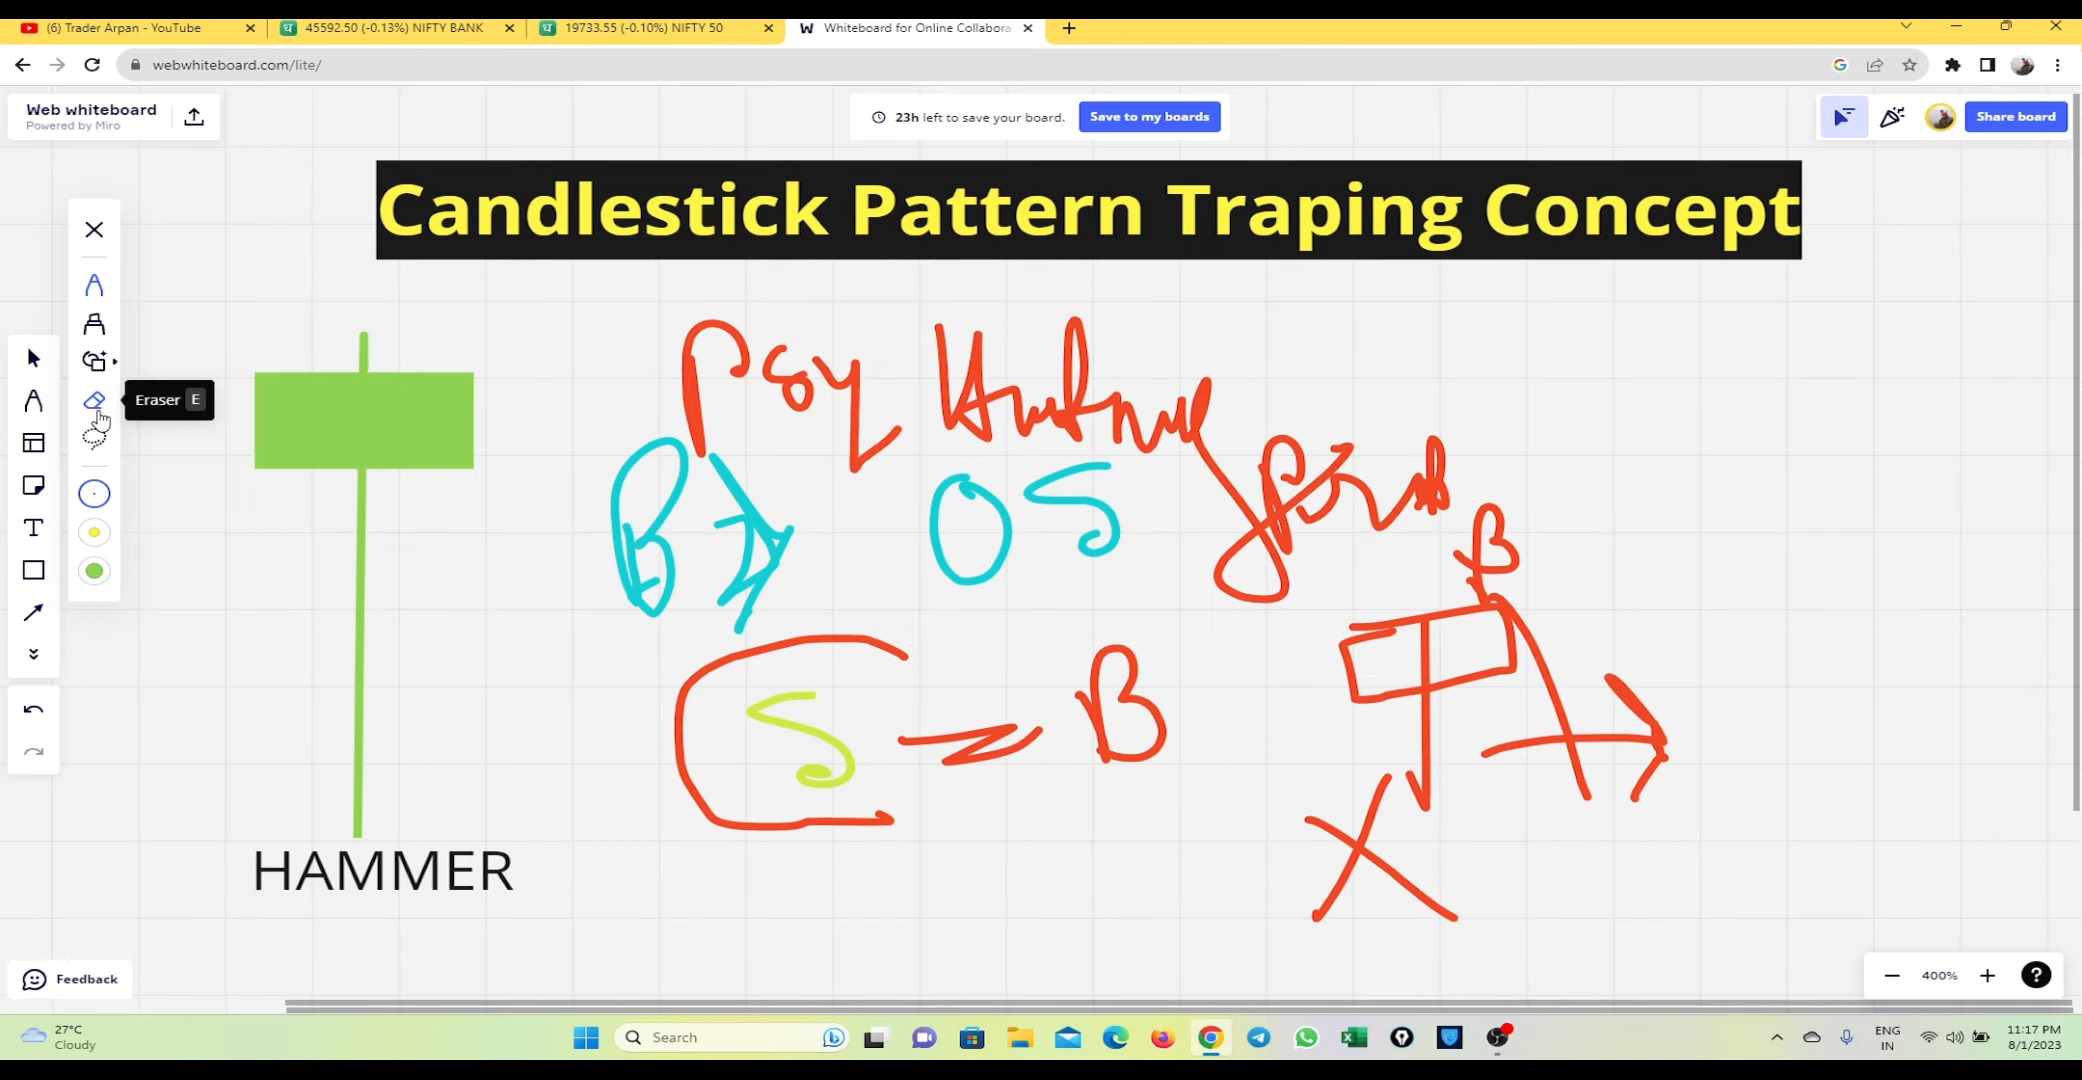 (6) Trader Arpan - YouTube
45592.50 (-0.13%) NIFTY BANK
19733.55 (-0.10%) NIFTY 50
Whiteboard for Online Collabora
webwhiteboard.com/lite/
Web whiteboard
Powered by Miro
23h left to save your board.
Save to my boards
Share board
Candlestick Pattern Traping Concept
Eraser E
Psy
B
O S
B
S
B
X
HAMMER
Feedback
400%
27°C
Cloudy
Search
ENG
IN
11:17 PM
8/1/2023